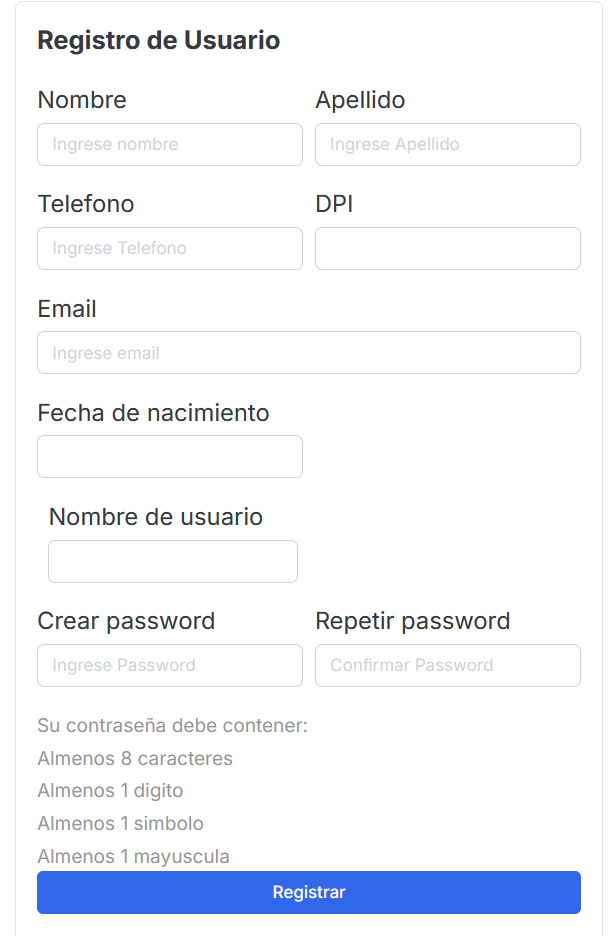 Registro de Usuario
Nombre Apellido
Ingrese nombre Ingrese Apellido
Telefono DPI
Ingrese Telefono
Email
Ingrese email
Fecha de nacimiento
Nombre de usuario
Crear password Repetir password
Ingrese Password Confirmar Password
Su contraseña debe contener:
Almenos 8 caracteres
Almenos 1 digito
Almenos 1 simbolo
Almenos 1 mayuscula
Registrar